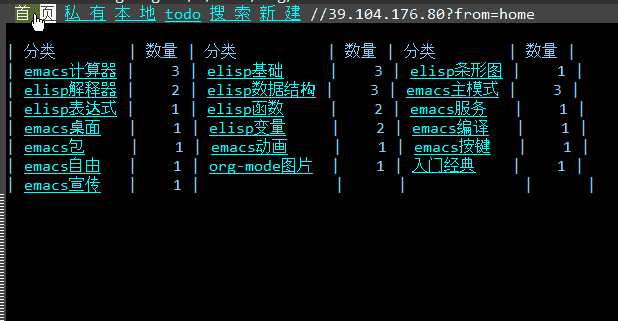 首 页 私 有 本 地 todo 搜 索 新 建 //39.104.176.80?from=home
| 分类 | 数量 | 分类 | 数量 | 分类 | 数量 |
| emacs计算器 | 3 | elisp基础 | 3 | elisp条形图 | 1 |
| elisp解释器 | 2 | elisp数据结构 | 3 | emacs主模式 | 3 |
| elisp表达式 | 1 | elisp函数 | 2 | emacs服务 | 1 |
| emacs桌面 | 1 | elisp变量 | 2 | emacs编译 | 1 |
| emacs包 | 1 | emacs动画 | 1 | emacs按键 | 1 |
| emacs自由 | 1 | org-mode图片 | 1 | 入门经典 | 1 |
| emacs宣传 | 1 | | | | |